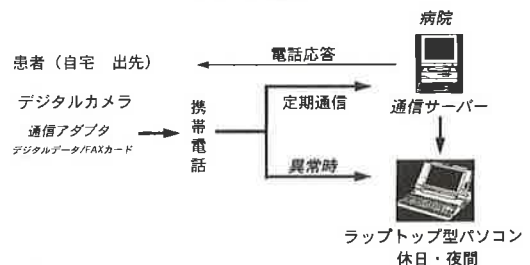 病院
電話応答
患者（自宅　出先）
デジタルカメラ
通信アダプタ
デジタルデータ/FAXカード
携帯電話
定期通信
通信サーバー
異常時
ラップトップ型パソコン
休日・夜間